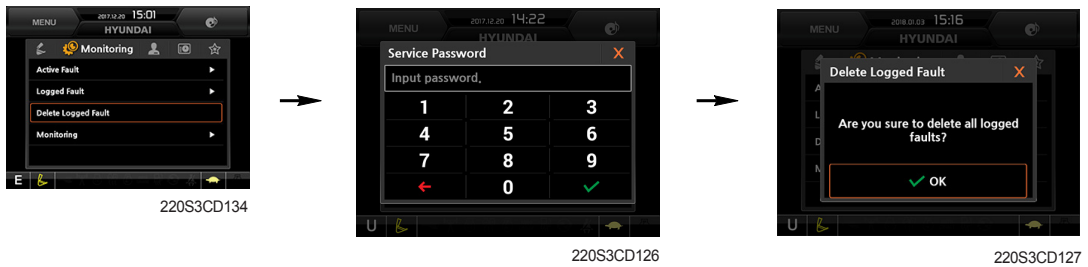 MENU
2017.12.20 15:01
HYUNDAI
Monitoring
Active Fault
Logged Fault
Delete Logged Fault
Monitoring
E
220S3CD134
MENU
2017.12.20 14:22
HYUNDAI
Service Password X
Input password.
1 2 3
4 5 6
7 8 9
0
U
220S3CD126
MENU
2018.01.03 15:16
HYUNDAI
Delete Logged Fault X
A
L
D
M
Are you sure to delete all logged
faults?
OK
U
220S3CD127